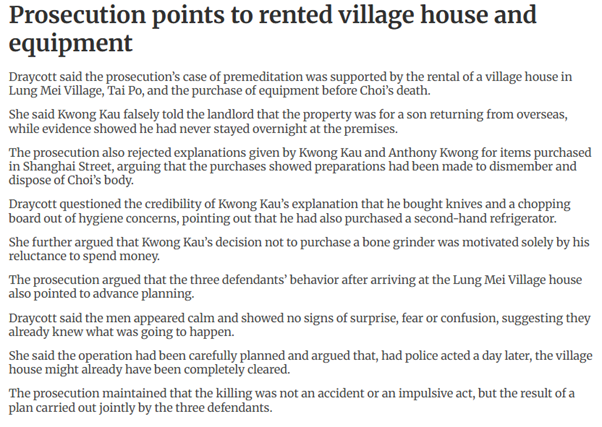 Prosecution points to rented village house and
equipment
Draycott said the prosecution’s case of premeditation was supported by the rental of a village house in
Lung Mei Village, Tai Po, and the purchase of equipment before Choi’s death.
She said Kwong Kau falsely told the landlord that the property was for a son returning from overseas,
while evidence showed he had never stayed overnight at the premises.
The prosecution also rejected explanations given by Kwong Kau and Anthony Kwong for items purchased
in Shanghai Street, arguing that the purchases showed preparations had been made to dismember and
dispose of Choi’s body.
Draycott questioned the credibility of Kwong Kau’s explanation that he bought knives and a chopping
board out of hygiene concerns, pointing out that he had also purchased a second-hand refrigerator.
She further argued that Kwong Kau’s decision not to purchase a bone grinder was motivated solely by his
reluctance to spend money.
The prosecution argued that the three defendants’ behavior after arriving at the Lung Mei Village house
also pointed to advance planning.
Draycott said the men appeared calm and showed no signs of surprise, fear or confusion, suggesting they
already knew what was going to happen.
She said the operation had been carefully planned and argued that, had police acted a day later, the village
house might already have been completely cleared.
The prosecution maintained that the killing was not an accident or an impulsive act, but the result of a
plan carried out jointly by the three defendants.